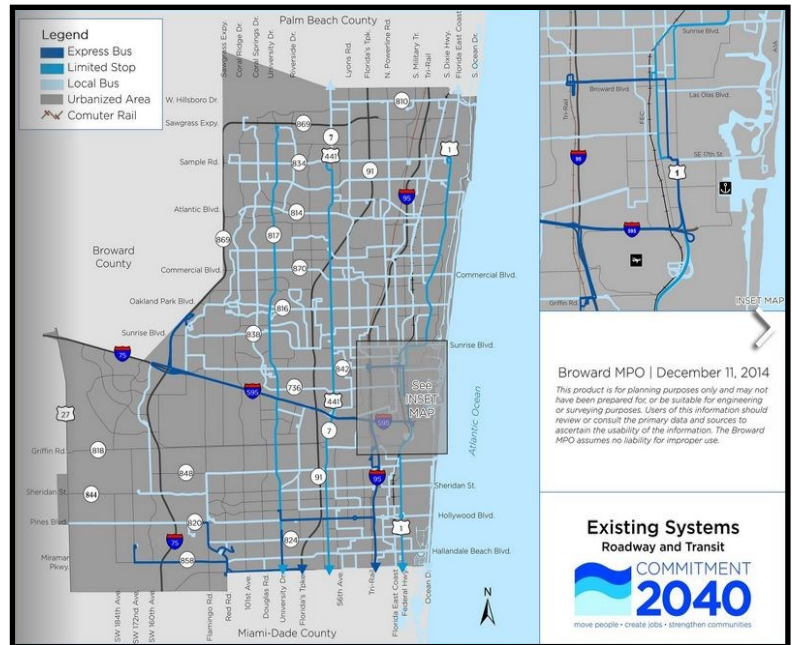 Palm Beach County
Legend
Express Bus
Limited Stop
Local Bus
Urbanized Area
Comuter Rail
Sawgrass Expy.
Coral Ridge Dr.
Coral Springs Dr.
University Dr.
Riverside Dr.
Lyons Rd.
Florida's Tpk.
N. Powerline Rd.
S. Military Tr.
Tri-Rail
S. Dixie Hwy.
Florida East Coast
S. Ocean Dr.
W. Hillsboro Dr.
810
Sawgrass Expy.
869
7
441
1
Sample Rd.
834
91
95
Atlantic Blvd.
814
869
817
Broward
County
Commercial Blvd.
870
Commercial Blvd.
Oakland Park Blvd.
816
Sunrise Blvd.
838
Sunrise Blvd.
75
842
See
INSET
MAP
595
736
441
595
27
7
Atlantic Ocean
Griffin Rd.
818
848
91
95
Sheridan St.
844
Sheridan St.
Pines Blvd.
820
Hollywood Blvd.
1
75
824
Miramar
Pkwy.
858
Hallandale Beach Blvd.
SW 184th Ave.
SW 172nd Ave.
SW 160th Ave.
Flamingo Rd.
Red Rd.
101st Ave.
Douglas Rd.
University Dr.
Florida's Tpke.
56th Ave.
Tri-Rail
Florida East Coast
Federal Hwy.
Ocean D
N
Miami-Dade County
Sunrise Blvd.
A1A
Tri-Rail
Broward Blvd.
FEC
Las Olas Blvd.
95
SE 17th St.
1
595
Griffin Rd.
INSET MAP
Broward MPO | December 11, 2014
This product is for planning purposes only and may not
have been prepared for, or be suitable for engineering
or surveying purposes. Users of this information should
review or consult the primary data and sources to
ascertain the usability of the information. The Broward
MPO assumes no liability for improper use.
Existing Systems
Roadway and Transit
COMMITMENT
2040
move people • create jobs • strengthen communities